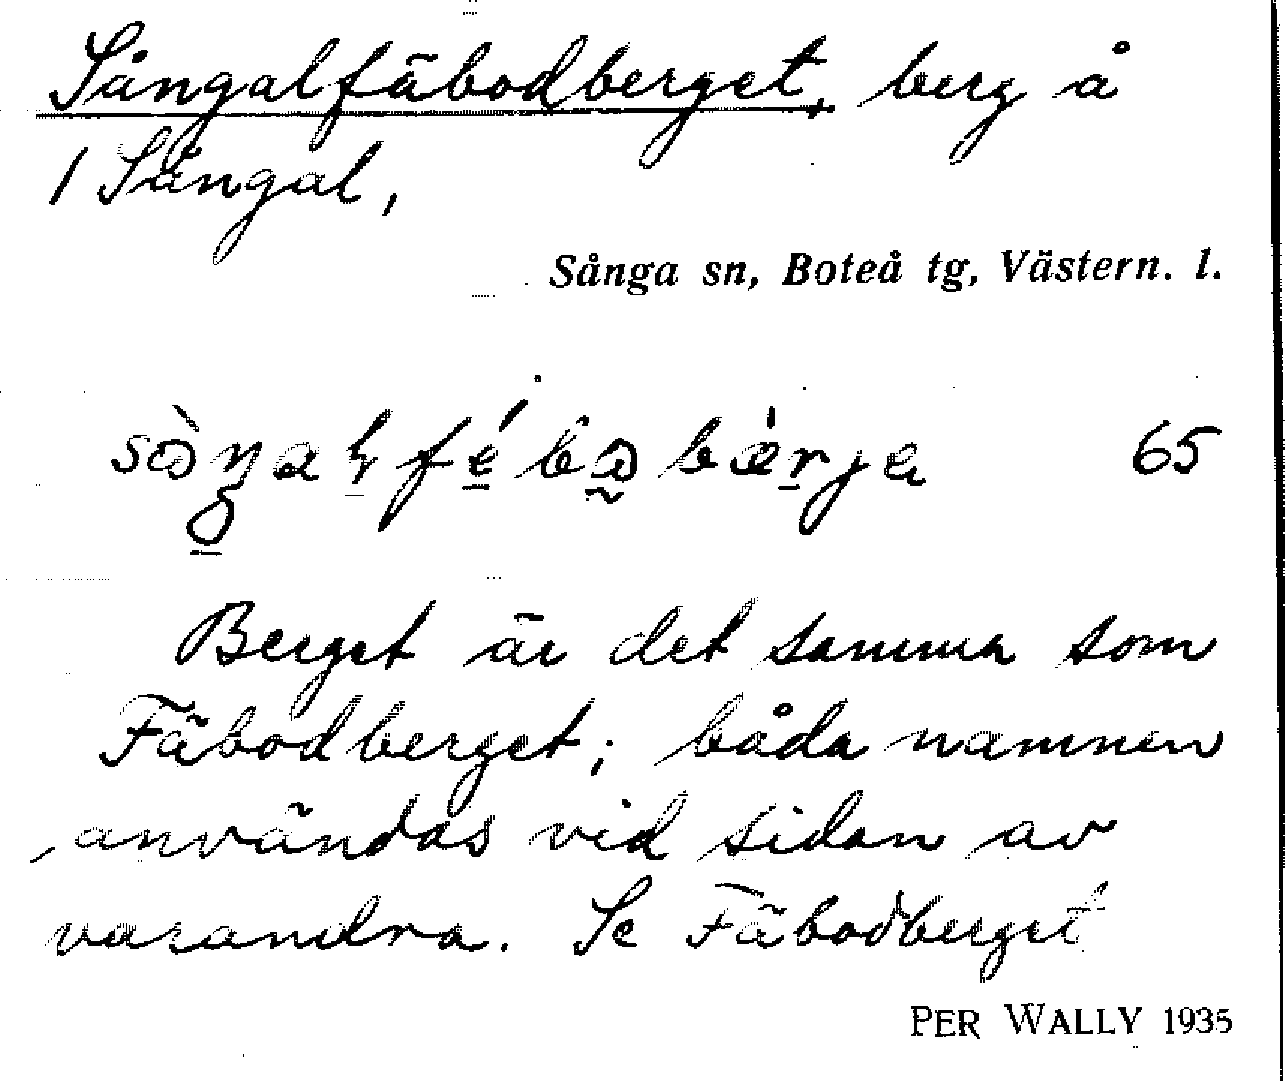 Sångalfäbodberget, berg å
1 Sångal,
Sånga sn, Boteå tg, Västern. l.
65
Berget är det samma som
Fäbodberget; båda namnen
användas vid sidan av
varandra. Se Fäbodberget
PER WALLY 1935